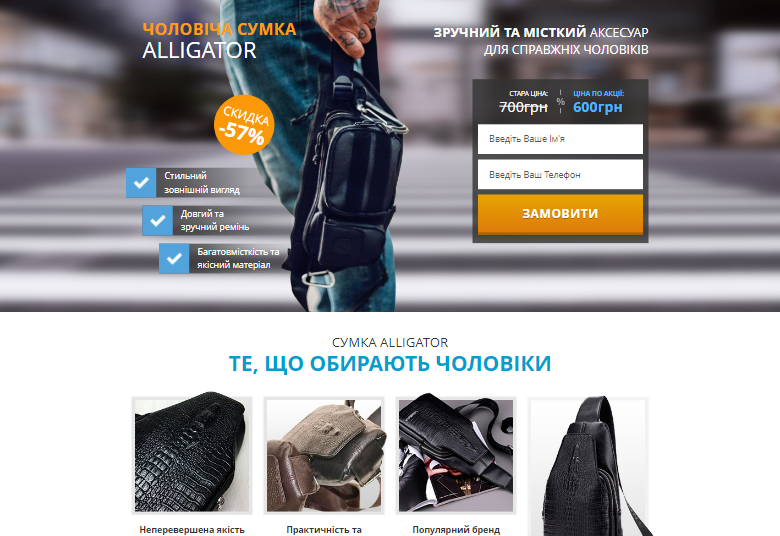 ЧОЛОВІЧА СУМКА
ALLIGATOR
ЗРУЧНИЙ ТА МІСТКИЙ АКСЕСУАР
ДЛЯ СПРАВЖНІХ ЧОЛОВІКІВ
СКИДКА
-57%
СТАРА ЦІНА:
700грн
%
ЦІНА ПО АКЦІЇ:
600грн
Введіть Ваше Ім'я
Введіть Ваш Телефон
ЗАМОВИТИ
Стильний
зовнішній вигляд
Довгий та
зручний ремінь
Багатовмісткість та
якісний матеріал
СУМКА ALLIGATOR
ТЕ, ЩО ОБИРАЮТЬ ЧОЛОВІКИ
Неперевершена якість
Практичність та
Популярний бренд